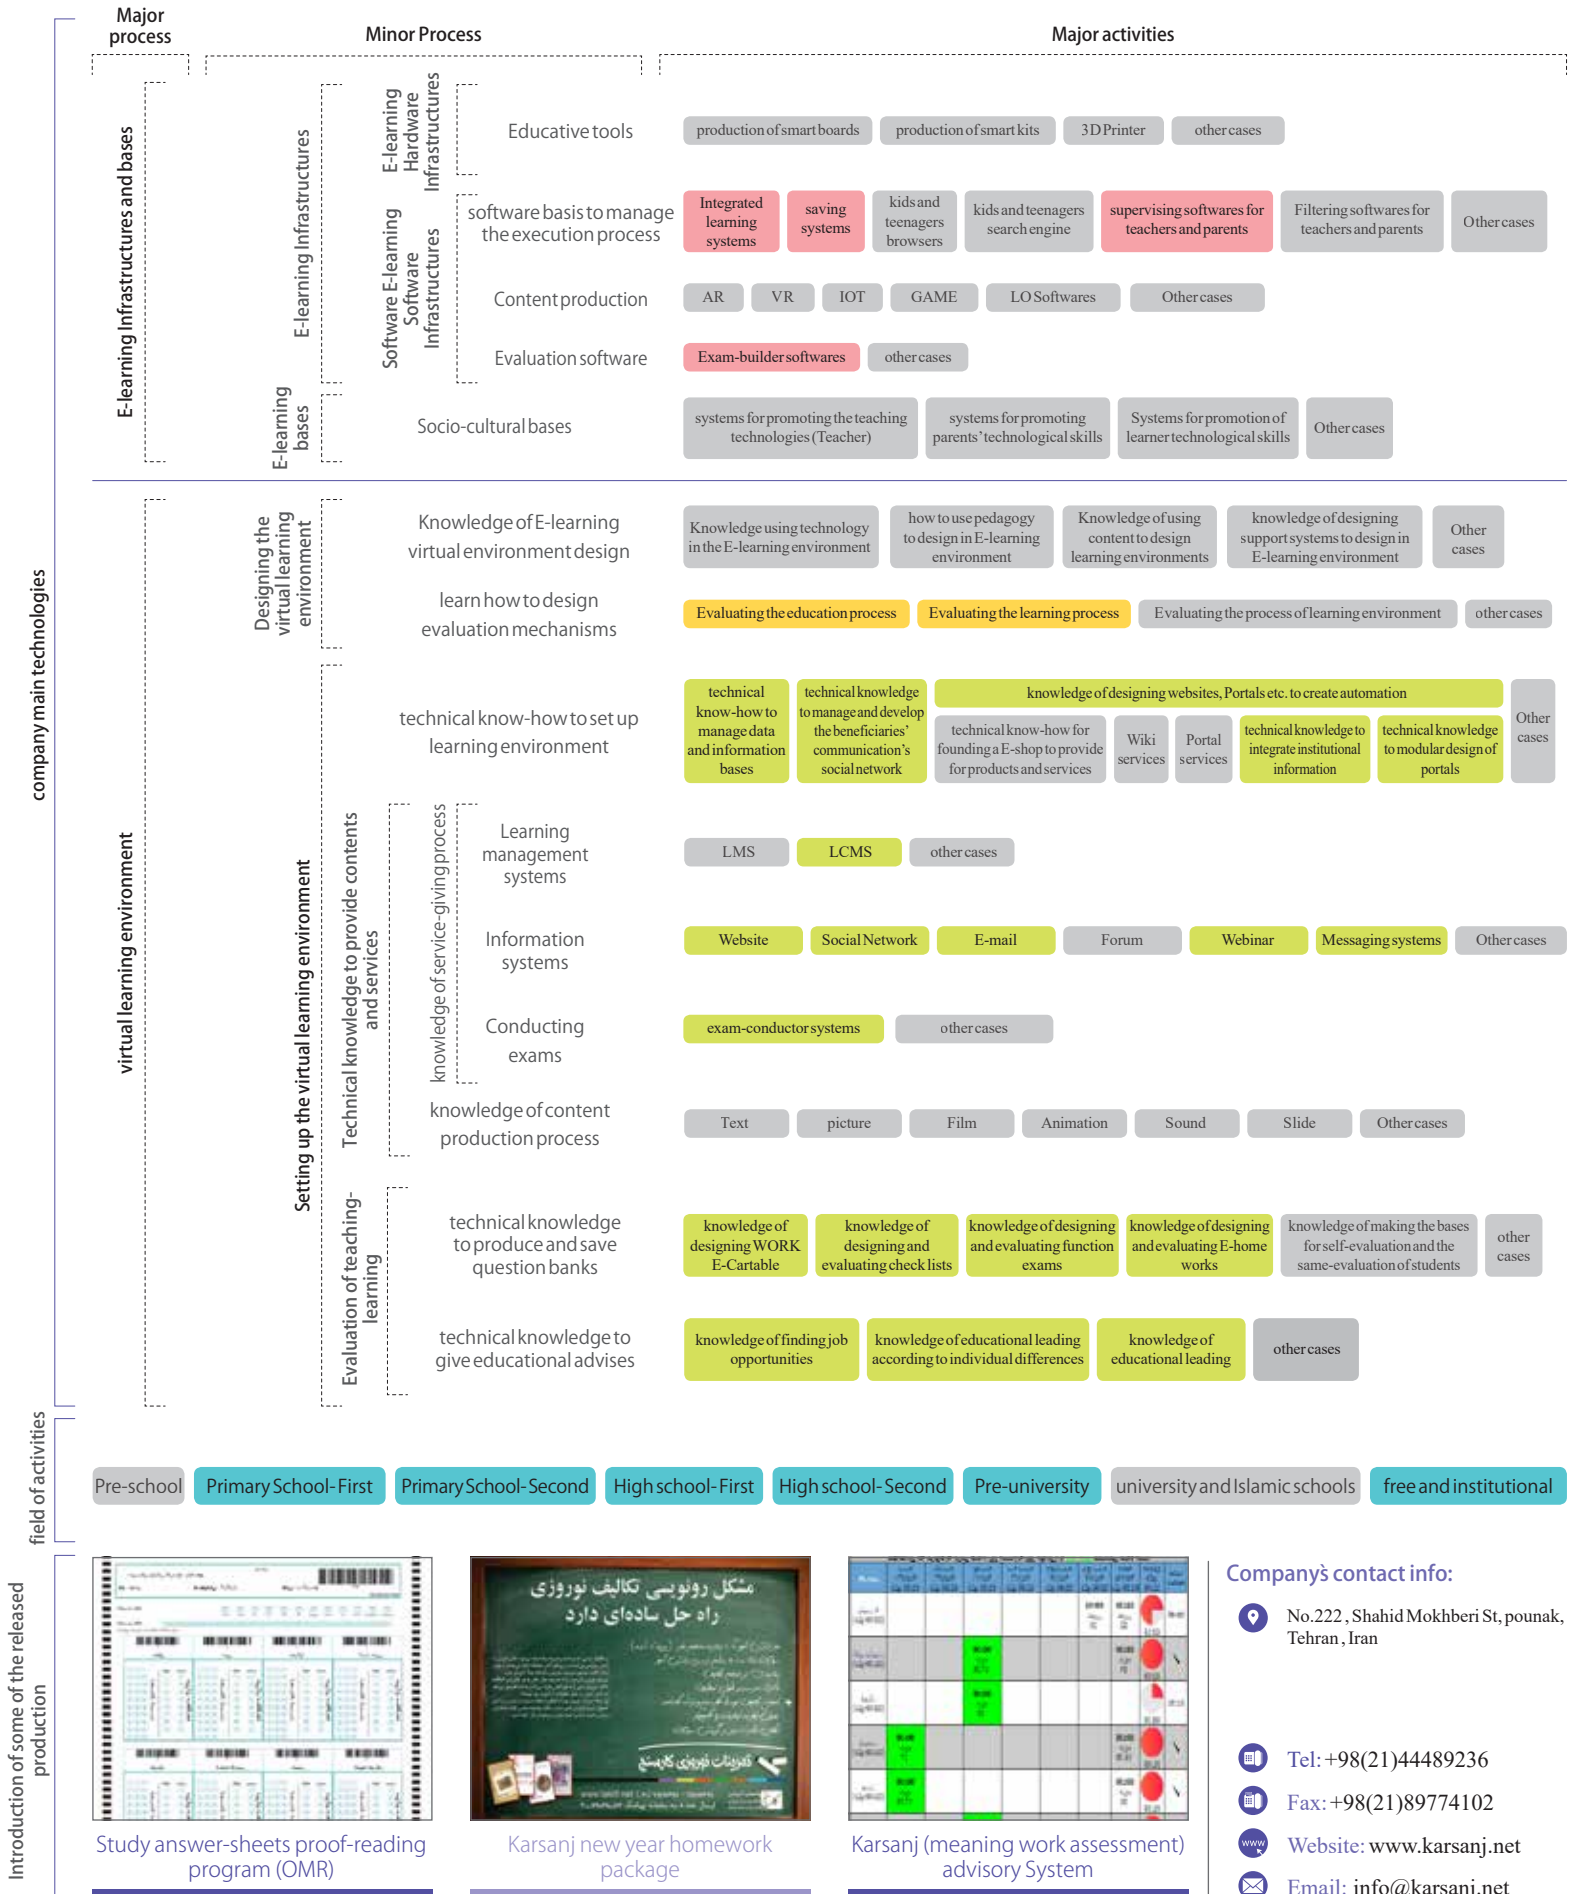 Major
process
Minor Process
Major activities
company main technologies
E-learning Infrastructures and bases
E-learning Infrastructures
E-learning
Hardware
Infrastructures
Educative tools
production of smart boards
production of smart kits
3D Printer
other cases
Software E-learning
Software
Infrastructures
software basis to manage
the execution process
Integrated
learning
systems
saving
systems
kids and
teenagers
browsers
kids and teenagers
search engine
supervising softwares for
teachers and parents
Filtering softwares for
teachers and parents
Other cases
Content production
AR
VR
IOT
GAME
LO Softwares
Other cases
Evaluation software
Exam-builder softwares
other cases
E-learning
bases
Socio-cultural bases
systems for promoting the teaching
technologies (Teacher)
systems for promoting
parents' technological skills
Systems for promotion of
learner technological skills
Other cases
virtual learning environment
Designing the
virtual learning
environment
Knowledge of E-learning
virtual environment design
Knowledge using technology
in the E-learning environment
how to use pedagogy
to design in E-learning
environment
Knowledge of using
content to design
learning environments
knowledge of designing
support systems to design in
E-learning environment
Other
cases
learn how to design
evaluation mechanisms
Evaluating the education process
Evaluating the learning process
Evaluating the process of learning environment
other cases
Setting up the virtual learning environment
technical know-how to set up
learning environment
technical
know-how to
manage data
and information
bases
technical knowledge
to manage and develop
the beneficiaries'
communication's
social network
knowledge of designing websites, Portals etc. to create automation
technical know-how for
founding a E-shop to provide
for products and services
Wiki
services
Portal
services
technical knowledge to
integrate institutional
information
technical knowledge
to modular design of
portals
Other
cases
Technical knowledge to provide contents
and services
knowledge of service-giving process
Learning
management
systems
LMS
LCMS
other cases
Information
systems
Website
Social Network
E-mail
Forum
Webinar
Messaging systems
Other cases
Conducting
exams
exam-conductor systems
other cases
knowledge of content
production process
Text
picture
Film
Animation
Sound
Slide
Other cases
Evaluation of teaching-
learning
technical knowledge
to produce and save
question banks
knowledge of
designing WORK
E-Cartable
knowledge of
designing and
evaluating check lists
knowledge of designing
and evaluating function
exams
knowledge of designing
and evaluating E-home
works
knowledge of making the bases
for self-evaluation and the
same-evaluation of students
other
cases
technical knowledge to
give educational advises
knowledge of finding job
opportunities
knowledge of educational leading
according to individual differences
knowledge of
educational leading
other cases
field of activities
Pre-school
Primary School- First
Primary School- Second
High school- First
High school- Second
Pre-university
university and Islamic schools
free and institutional
Introduction of some of the released
production
مشکل رونویسی تکالیف نوروزی
راه حل ساده‌ای دارد
تمرینات نوروزی کارسنج
Study answer-sheets proof-reading
program (OMR)
Karsanj new year homework
package
Karsanj (meaning work assessment)
advisory System
Company's contact info:
No.222 , Shahid Mokhberi St, pounak,
Tehran , Iran
Tel: +98(21)44489236
Fax: +98(21)89774102
www
Website: www.karsanj.net
Email: info@karsanj.net